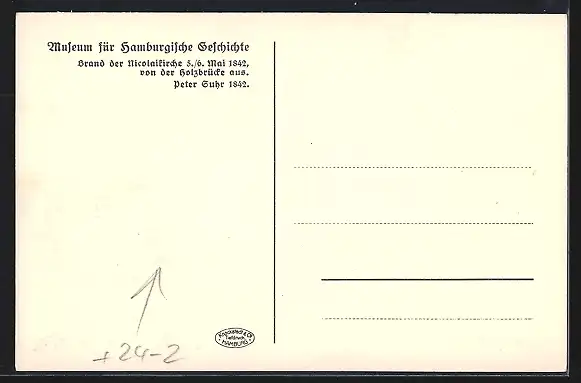 Museum für Hamburgische Geschichte
Brand der Nicolaikirche 5./6. Mai 1842,
von der Holzbrücke aus.
Peter Suhr 1842.
+24-2
HAMBURG